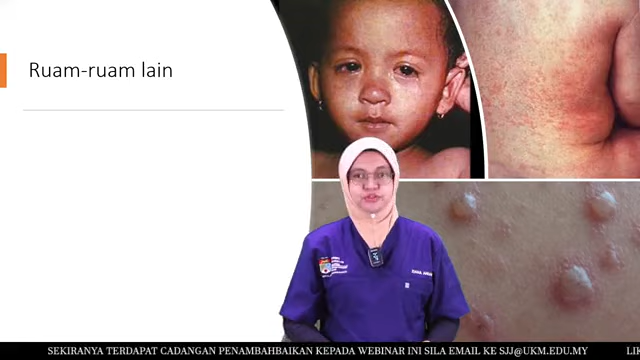 Ruam-ruam lain
SEKIRANYA TERDAPAT CADANGAN PENAMBAHBAIKAN KEPADA WEBINAR INI SILA EMAIL KE SJJ@UKM.EDU.MY